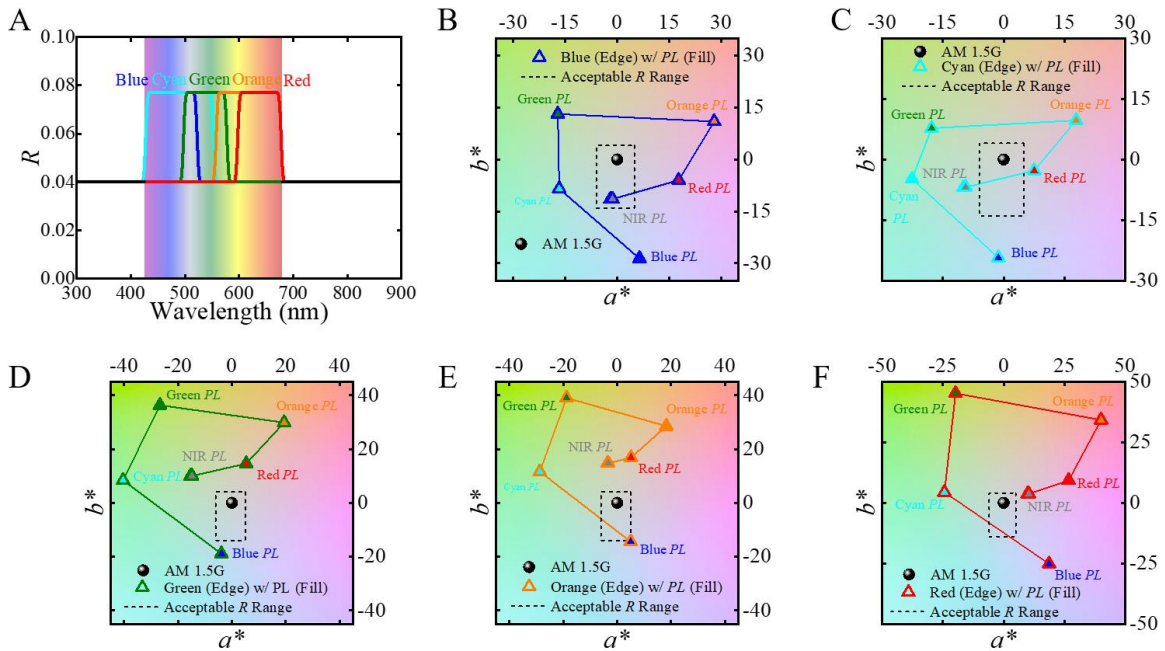 A
0.10
0.08
0.06
0.04
0.02
0.00
R
Blue Cyan Green Orange Red
300 400 500 600 700 800 900
Wavelength (nm)
B
-30 -15 0 15 30
Blue (Edge) w/ PL (Fill)
Acceptable R Range
Green PL
Orange PL
Cyan PL
Red PL
NIR PL
AM 1.5G
Blue PL
30
15
0
-15
-30
b*
a*
C
-30 -15 0 15 30
AM 1.5G
Cyan (Edge) w/ PL (Fill)
Acceptable R Range
Orange PL
Green PL
NIR PL
Red PL
Cyan
PL
Blue PL
30
15
0
-15
-30
b*
a*
D
-40 -20 0 20 40
Green PL
Orange PL
NIR PL
Cyan PL
Red PL
Blue PL
AM 1.5G
Green (Edge) w/ PL (Fill)
Acceptable R Range
40
20
0
-20
-40
b*
a*
E
-40 -20 0 20 40
Green PL
Orange PL
NIR PL
Red PL
Cyan PL
Blue PL
AM 1.5G
Orange (Edge) w/ PL (Fill)
Acceptable R Range
40
20
0
-20
-40
b*
a*
F
-50 -25 0 25 50
Green PL
Orange PL
Red PL
Cyan PL
NIR PL
Blue PL
AM 1.5G
Red (Edge) w/ PL (Fill)
Acceptable R Range
50
25
0
-25
-50
b*
a*